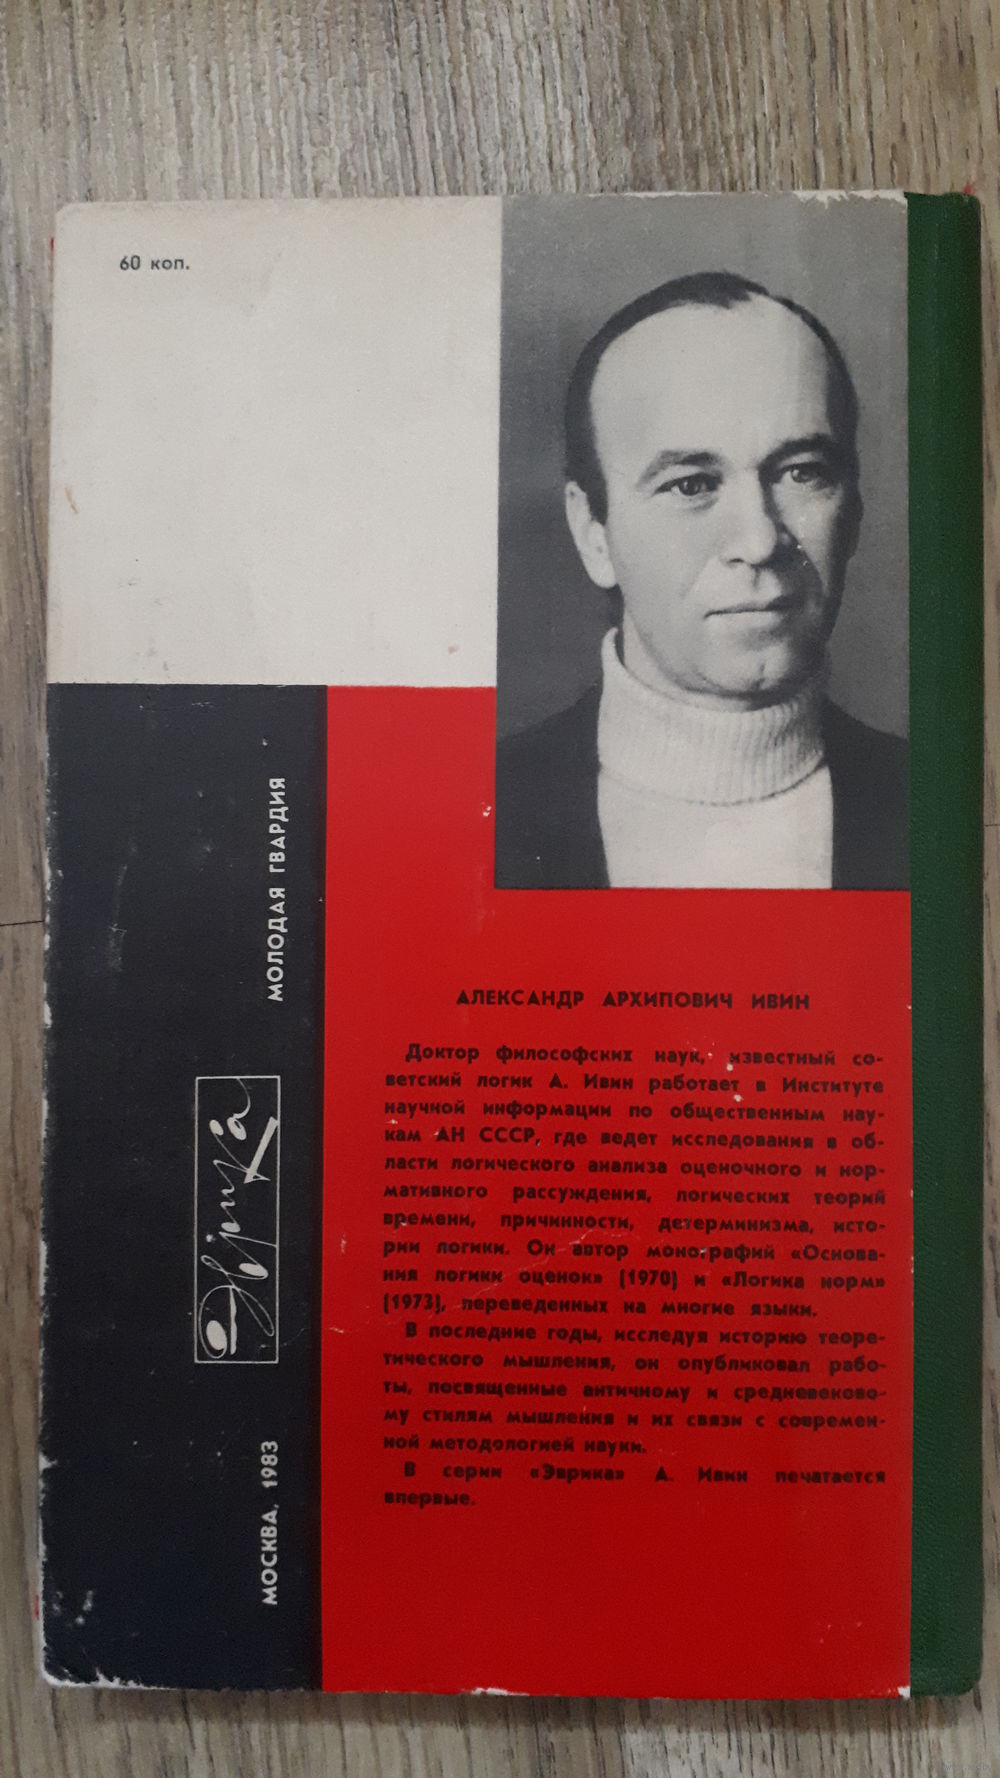 60 коп.
МОЛОДАЯ ГВАРДИЯ
Эврика
МОСКВА, 1983
АЛЕКСАНДР АРХИПОВИЧ ИВИН
Доктор философских наук, известный со-
ветский логик А. Ивин работает в Институте
научной информации по общественным нау-
кам АН СССР, где ведет исследования в об-
ласти логического анализа оценочного и нор-
мативного рассуждения, логических теорий
времени, причинности, детерминизма, исто-
рии логики. Он автор монографий «Основа-
ния логики оценок» (1970) и «Логика норм»
(1973), переведенных на многие языки.
В последние годы, исследуя историю теоре-
тического мышления, он опубликовал рабо-
ты, посвященные античному и средневеково-
му стилям мышления и их связи с современ-
ной методологией науки.
В серии «Эврика» А. Ивин печатается
впервые.